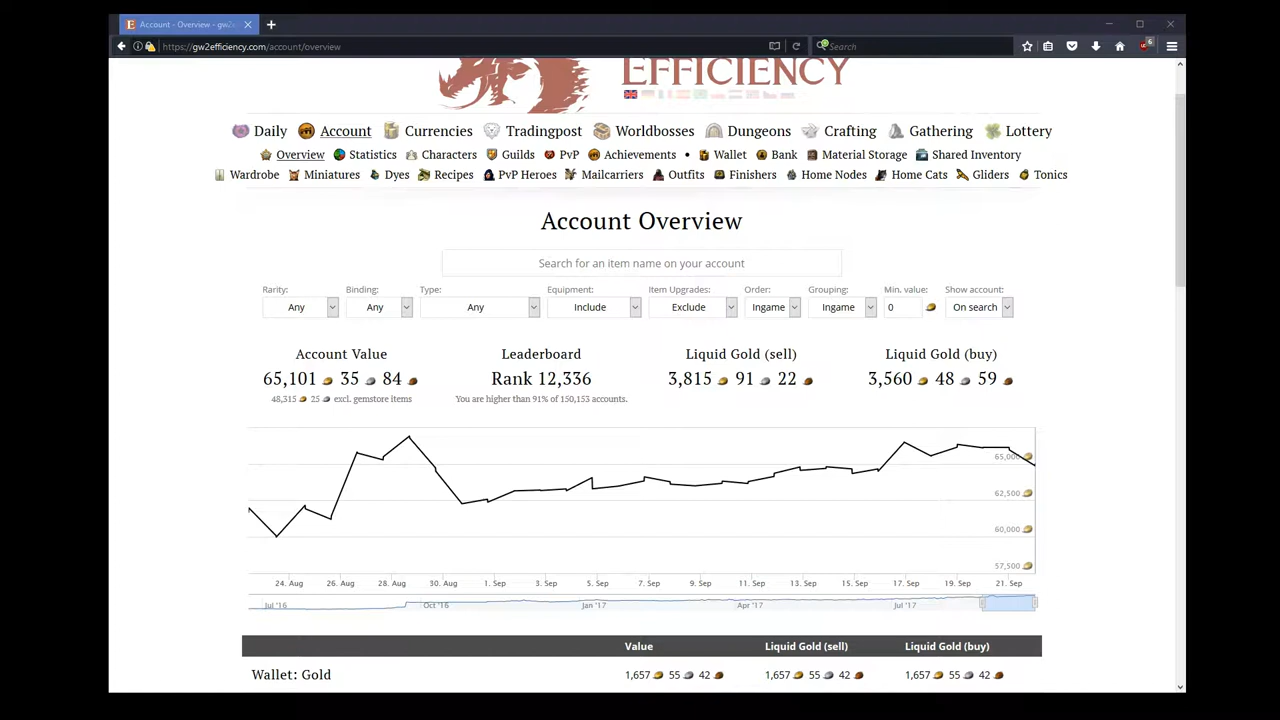 Account - Overview - gw2
https://gw2efficiency.com/account/overview
Search
6
EFFICIENCY
Daily Account Currencies Tradingpost Worldbosses Dungeons Crafting Gathering Lottery
Overview Statistics Characters Guilds PvP Achievements • Wallet Bank Material Storage Shared Inventory
Wardrobe Miniatures Dyes Recipes PvP Heroes Mailcarriers Outfits Finishers Home Nodes Home Cats Gliders Tonics
Account Overview
Search for an item name on your account
Rarity: Binding: Type: Equipment: Item Upgrades: Order: Grouping: Min. value: Show account:
Any Any Any Include Exclude Ingame Ingame 0 On search
Account Value Leaderboard Liquid Gold (sell) Liquid Gold (buy)
65,101 35 84 Rank 12,336 3,815 91 22 3,560 48 59
48,315 25 excl. gemstore items You are higher than 91% of 150,153 accounts.
65,000
62,500
60,000
57,500
24. Aug 26. Aug 28. Aug 30. Aug 1. Sep 3. Sep 5. Sep 7. Sep 9. Sep 11. Sep 13. Sep 15. Sep 17. Sep 19. Sep 21. Sep
Jul '16 Oct '16 Jan '17 Apr '17 Jul '17
Value Liquid Gold (sell) Liquid Gold (buy)
Wallet: Gold 1,657 55 42 1,657 55 42 1,657 55 42